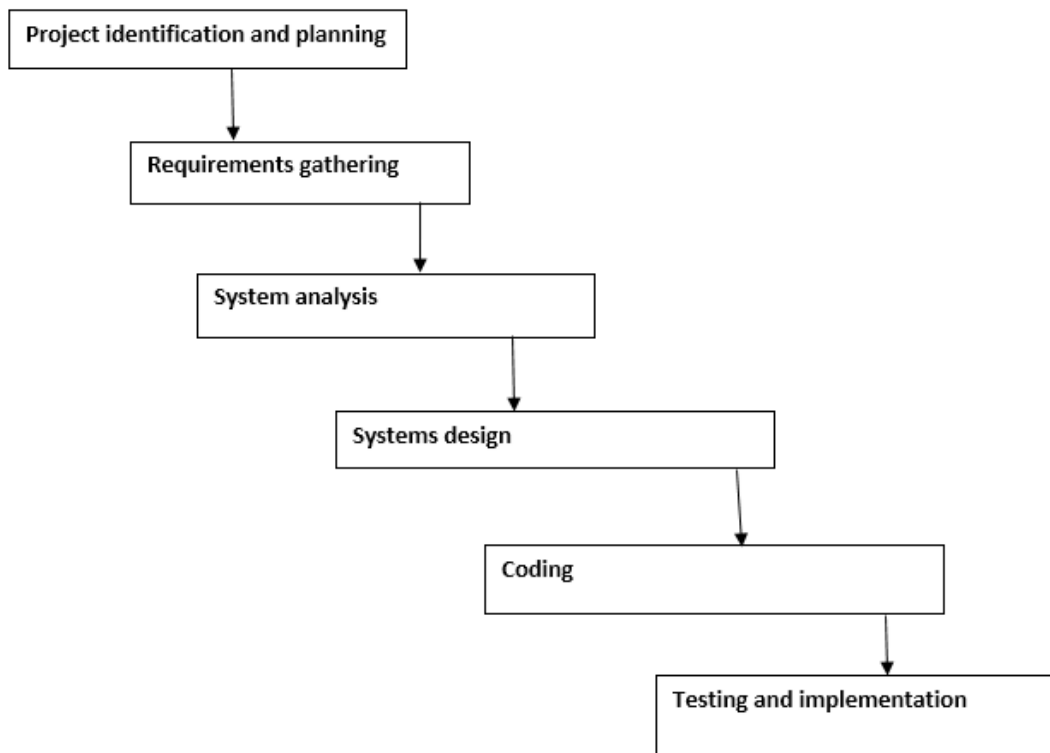 Project identification and planning
Requirements gathering
System analysis
Systems design
Coding
Testing and implementation